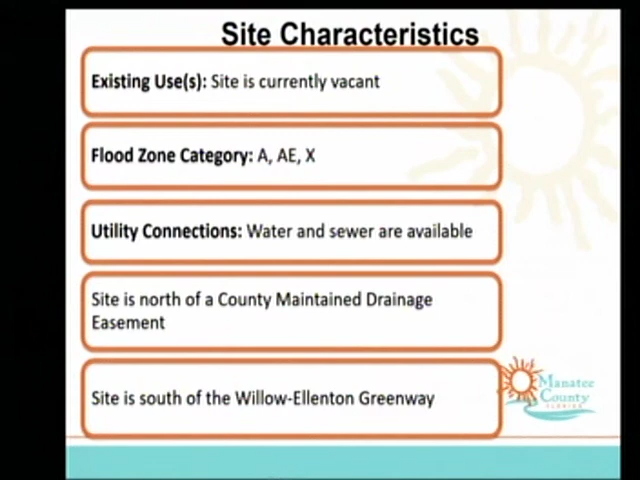 Site Characteristics
Existing Use(s): Site is currently vacant
Flood Zone Category: A, AE, X
Utility Connections: Water and sewer are available
Site is north of a County Maintained Drainage
Easement
Site is south of the Willow-Ellenton Greenway
Manatee
County
FLORIDA